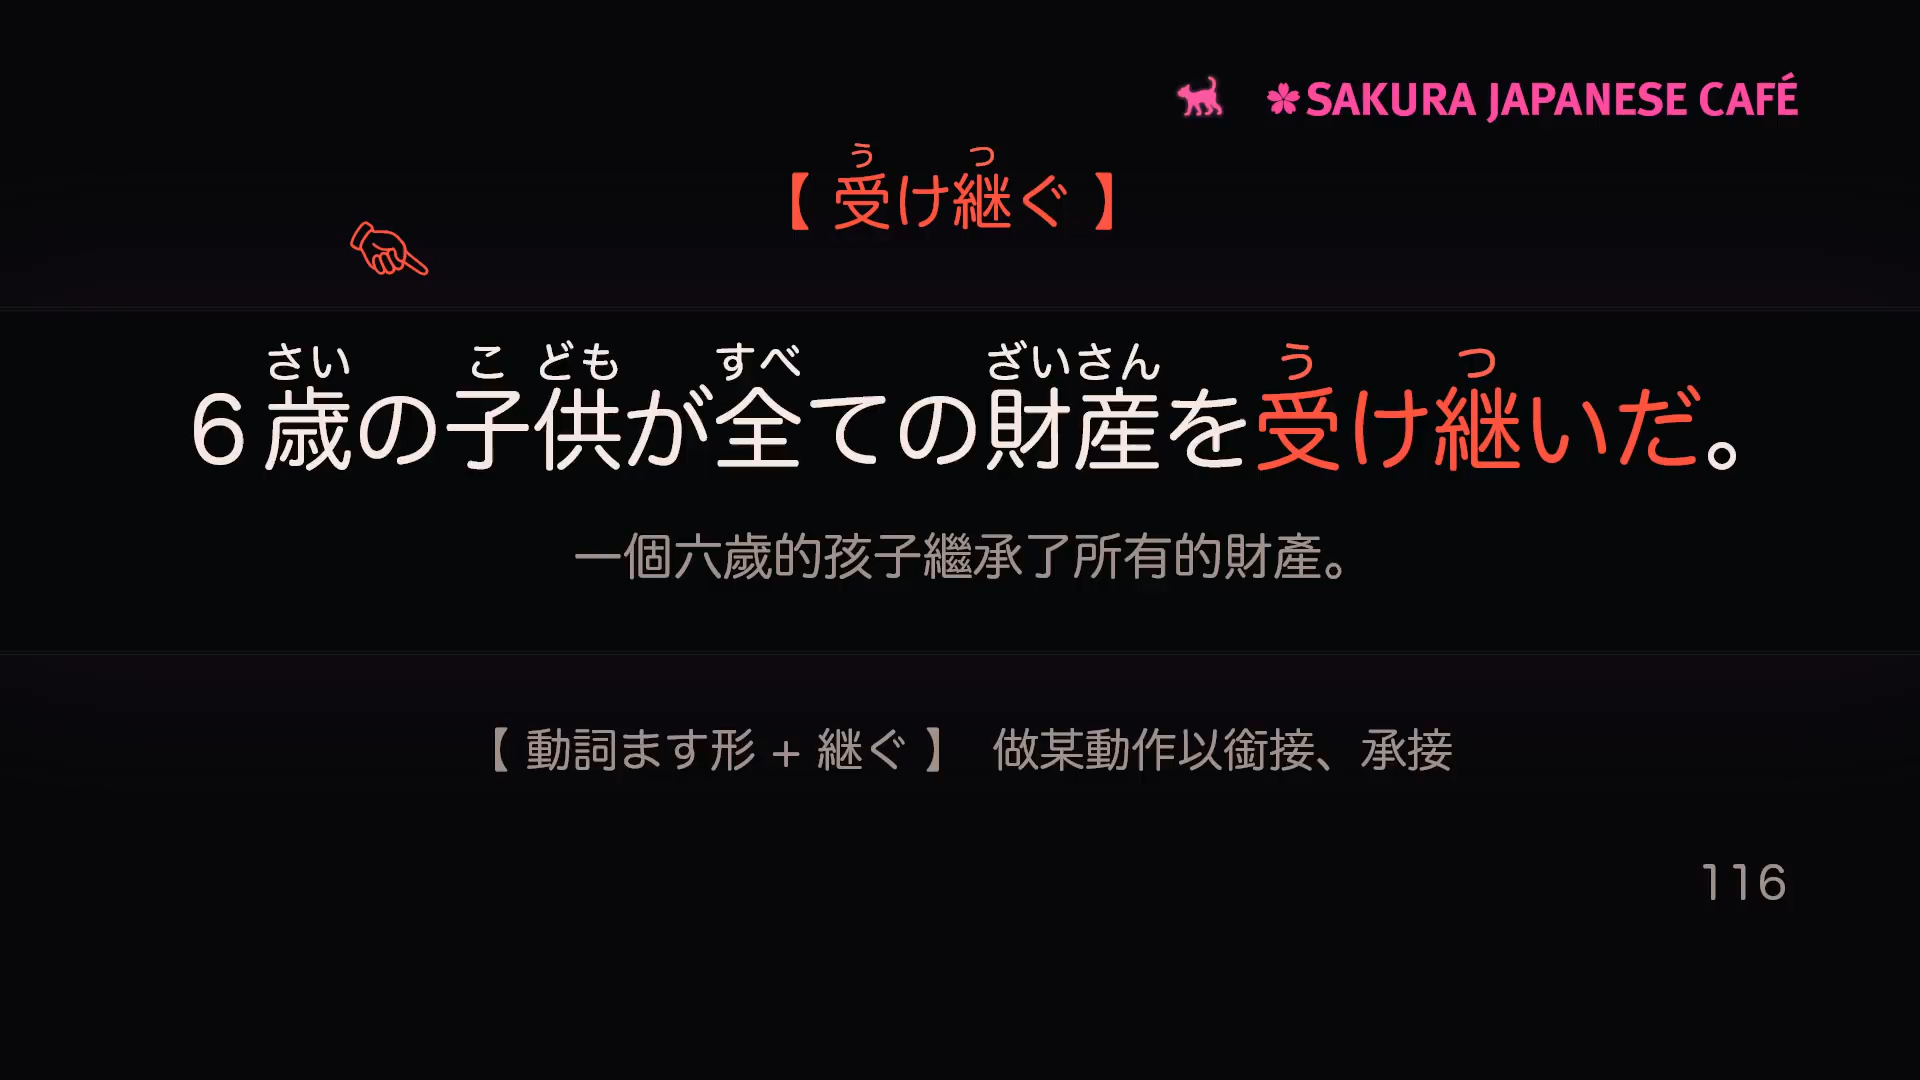 SAKURA JAPANESE CAFÉ
う つ
【 受け継ぐ 】
さい こ ども すべ ざいさん う つ
6歳の子供が全ての財産を受け継いだ。
一個六歲的孩子繼承了所有的財產。
【 動詞ます形 + 継ぐ 】 做某動作以銜接、承接
116